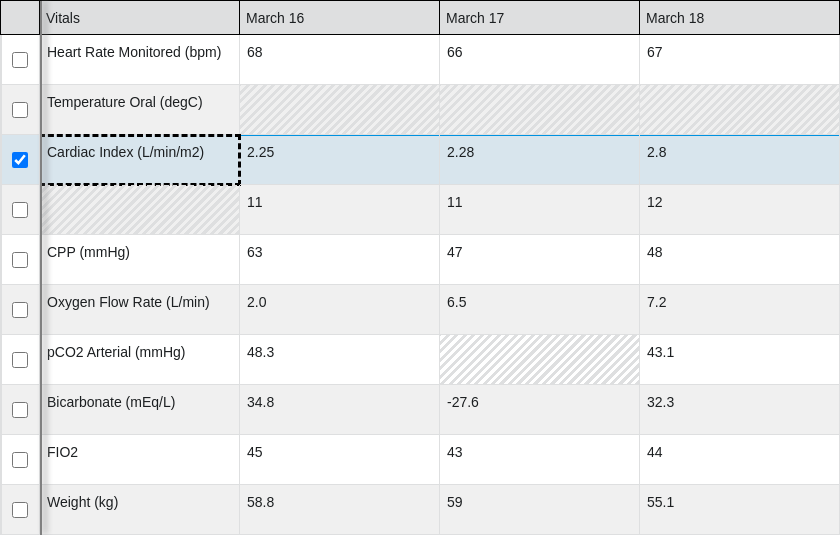 Vitals March 16 March 17 March 18
Heart Rate Monitored (bpm) 68 66 67
Temperature Oral (degC)
Cardiac Index (L/min/m2) 2.25 2.28 2.8
11 11 12
CPP (mmHg) 63 47 48
Oxygen Flow Rate (L/min) 2.0 6.5 7.2
pCO2 Arterial (mmHg) 48.3 43.1
Bicarbonate (mEq/L) 34.8 -27.6 32.3
FIO2 45 43 44
Weight (kg) 58.8 59 55.1